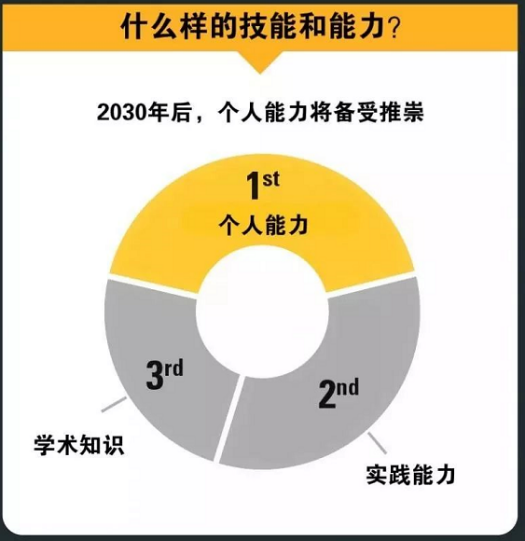 什么样的技能和能力?
2030年后，个人能力将备受推崇
1st
个人能力
3rd
2nd
学术知识
实践能力